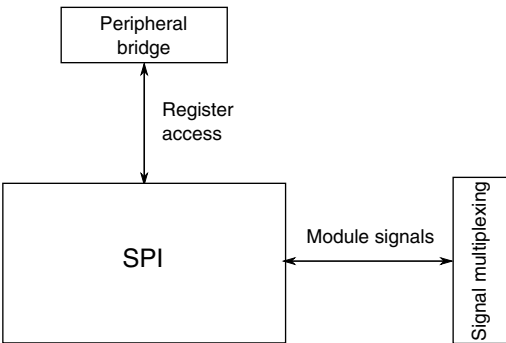 Peripheral
bridge
Register
access
SPI
Module signals
Signal multiplexing